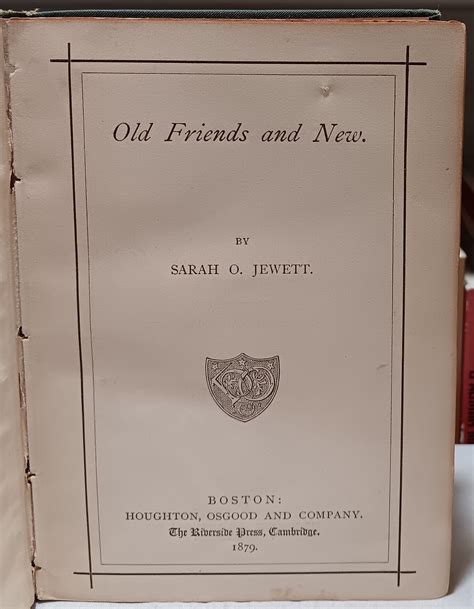 Old Friends and New.
BY
SARAH O. JEWETT.
BOSTON:
HOUGHTON, OSGOOD AND COMPANY.
The Riverside Press, Cambridge.
1879.